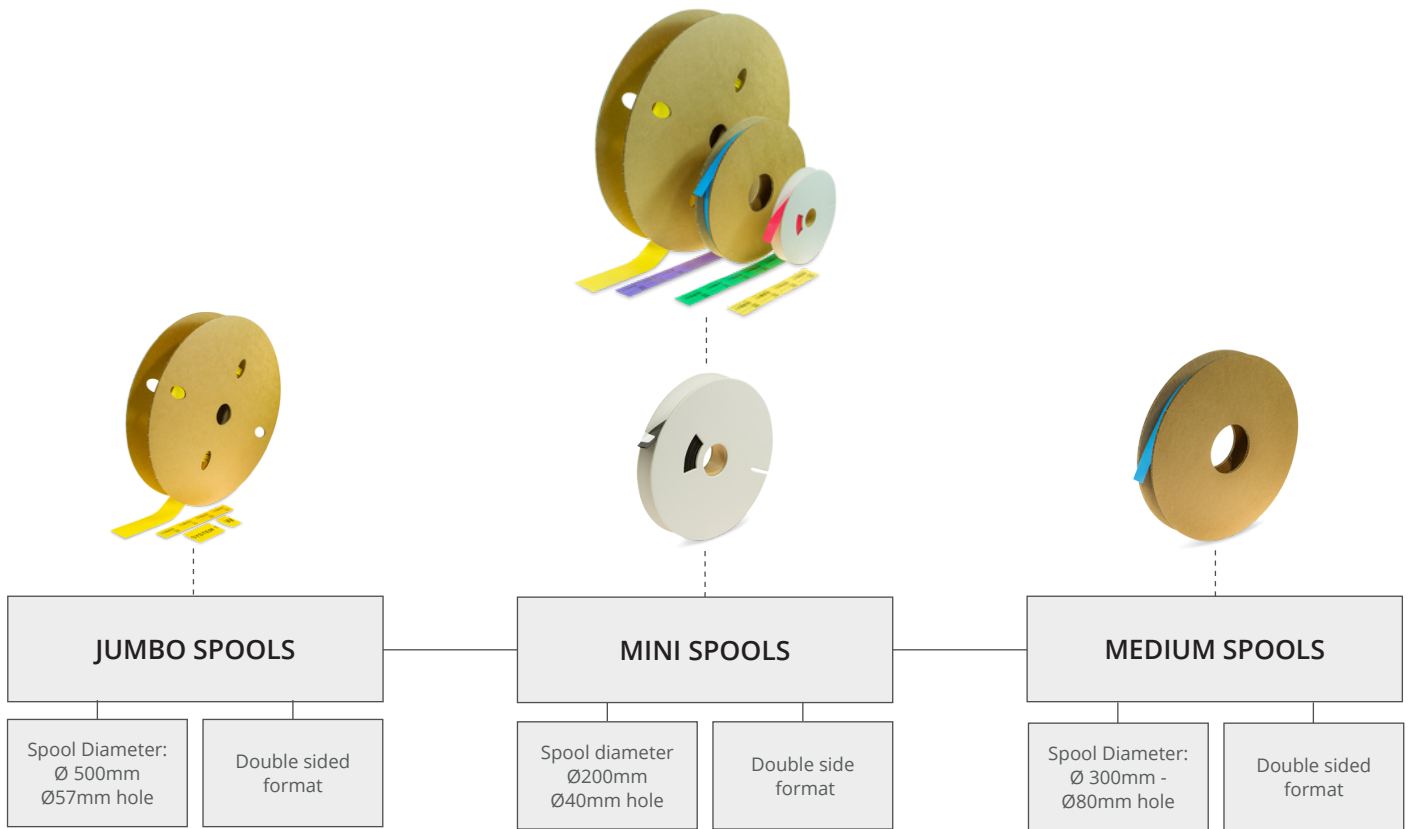 SYSTEM
JUMBO SPOOLS
MINI SPOOLS
MEDIUM SPOOLS
Spool Diameter:
Ø 500mm
Ø57mm hole
Double sided
format
Spool diameter
Ø200mm
Ø40mm hole
Double side
format
Spool Diameter:
Ø 300mm -
Ø80mm hole
Double sided
format